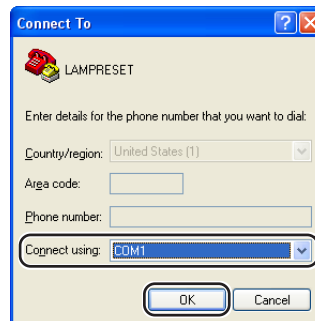 Connect To
LAMPRESET
Enter details for the phone number that you want to dial:
Country/region: United States (1)
Area code:
Phone number:
Connect using: COM1
OK Cancel